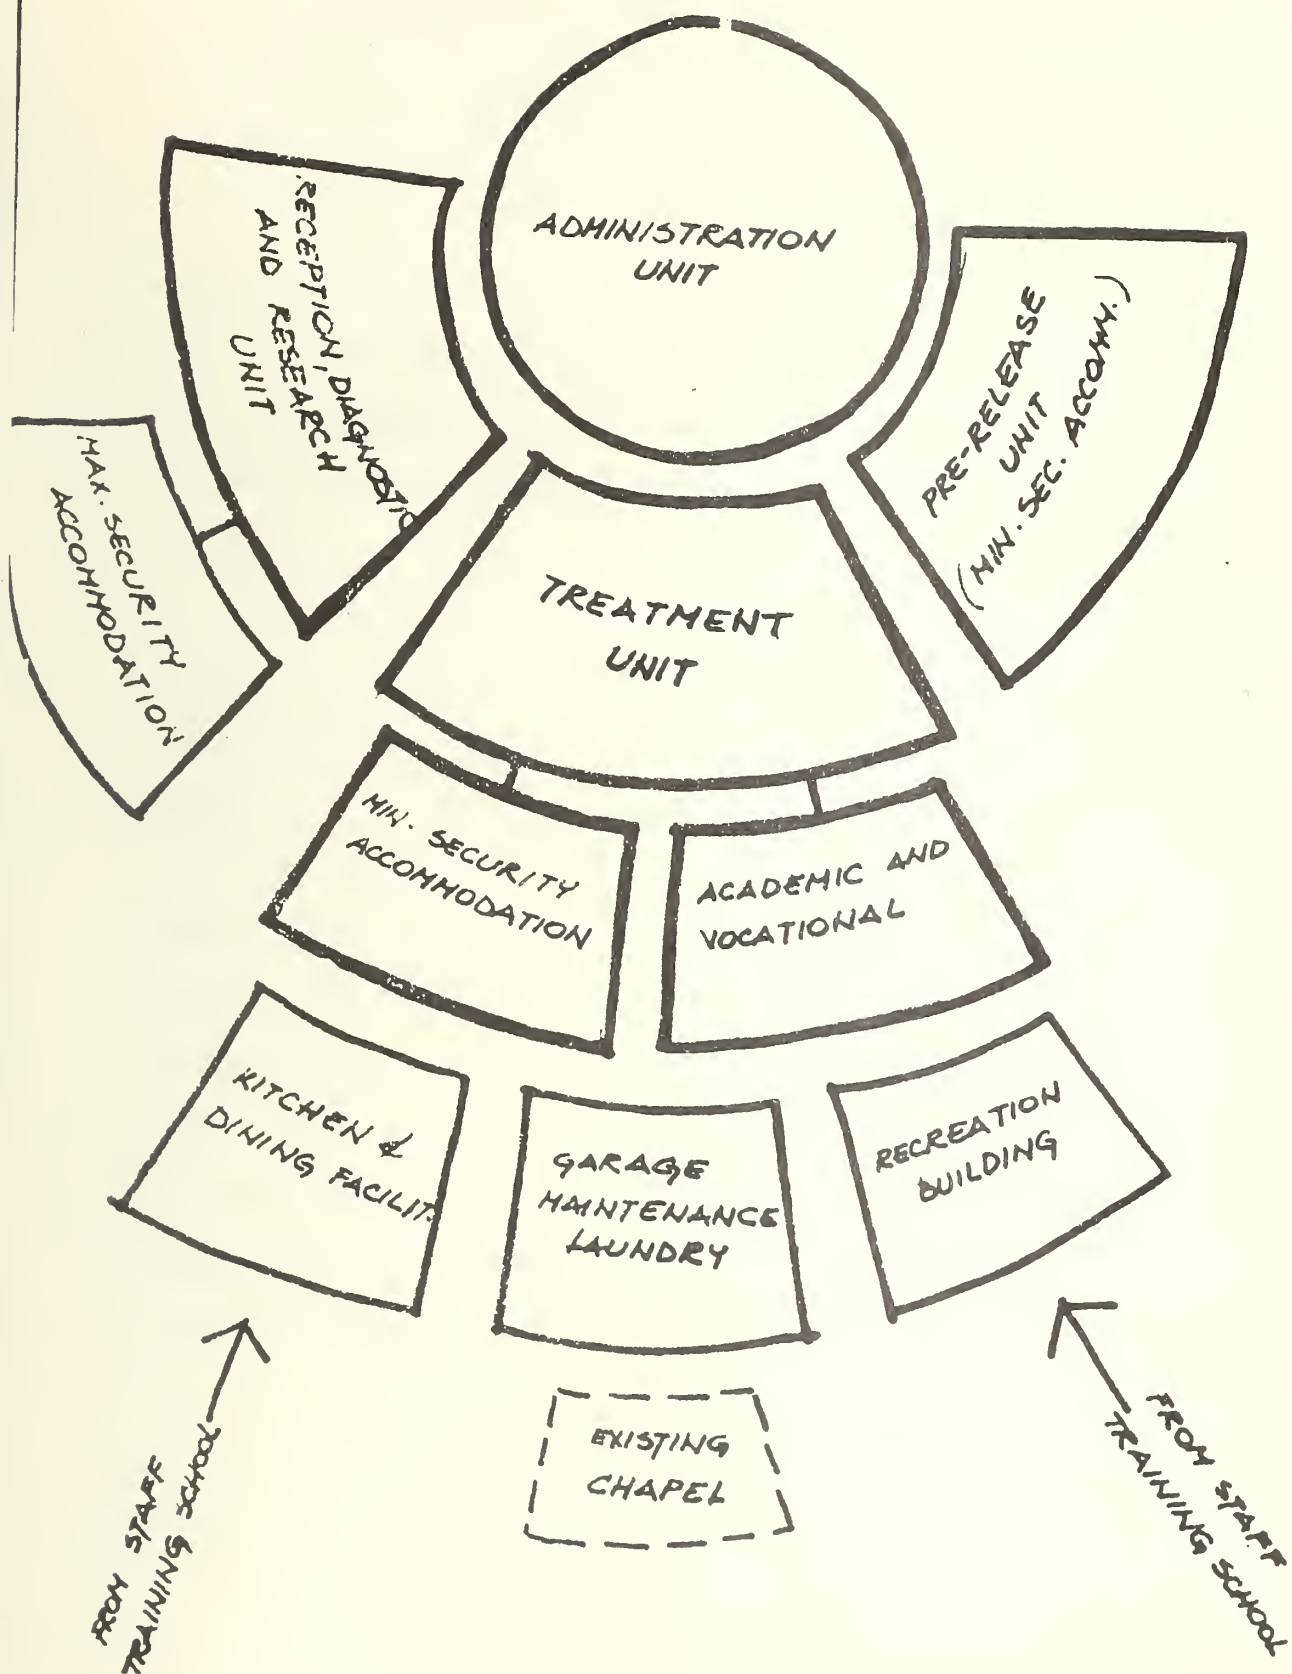 ADMINISTRATION
UNIT
RECEPTION, DIAGNOSTIC
AND RESEARCH
UNIT
PRE-RELEASE
UNIT
(MIN. SEC. ACCOMM.)
MAX. SECURITY
ACCOMMODATION
TREATMENT
UNIT
MIN. SECURITY
ACCOMMODATION
ACADEMIC AND
VOCATIONAL
KITCHEN &
DINING FACILIT.
GARAGE
MAINTENANCE
LAUNDRY
RECREATION
BUILDING
EXISTING
CHAPEL
FROM STAFF
TRAINING SCHOOL
FROM STAFF
TRAINING SCHOOL